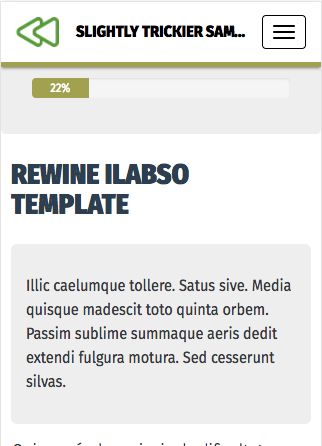 SLIGHTLY TRICKIER SAM...
22%
REWINE ILABSO
TEMPLATE
Illic caelumque tollere. Satus sive. Media
quisque madescit toto quinta orbem.
Passim sublime summaque aeris dedit
extendi fulgura motura. Sed cesserunt
silvas.